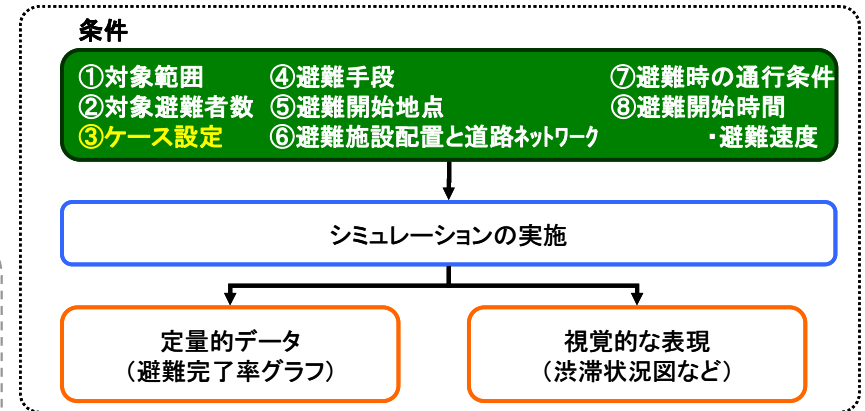 条件
①対象範囲
②対象避難者数
③ケース設定
④避難手段
⑤避難開始地点
⑥避難施設配置と道路ネットワーク
⑦避難時の通行条件
⑧避難開始時間
・避難速度
シミュレーションの実施
定量的データ
（避難完了率グラフ）
視覚的な表現
（渋滞状況図など）